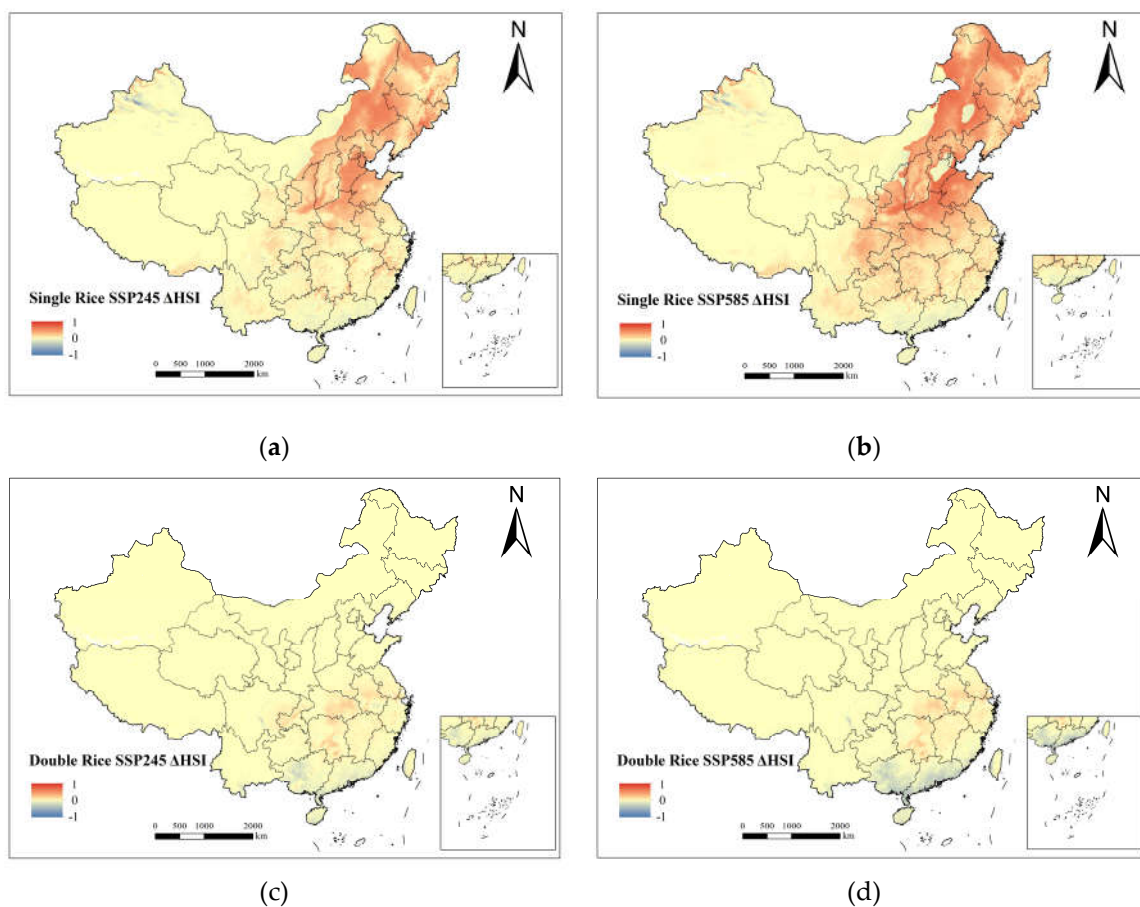 N
Single Rice SSP245 ΔHSI
1
0
-1
0 500 1000 2000
km
(a)
N
Single Rice SSP585 ΔHSI
1
0
-1
0 500 1000 2000
km
(b)
N
Double Rice SSP245 ΔHSI
1
0
-1
0 500 1000 2000
km
(c)
N
Double Rice SSP585 ΔHSI
1
0
-1
0 500 1000 2000
km
(d)